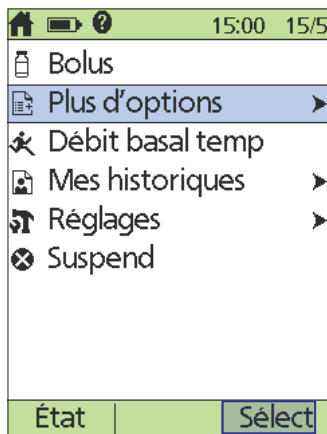 15:00 15/5
Bolus
Plus d'options
Débit basal temp
Mes historiques
Réglages
Suspend
État Sélect